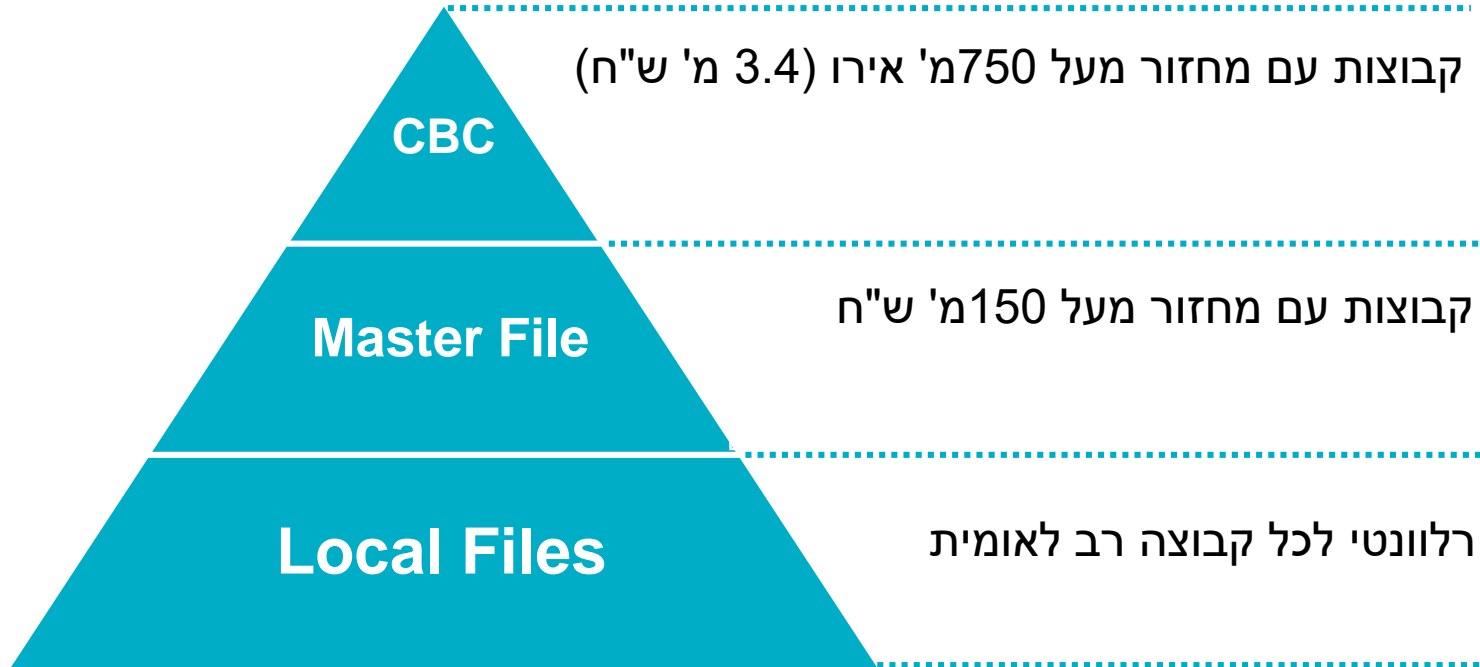 קבוצות עם מחזור מעל 750מ' אירו (3.4 מ' ש"ח)
CBC
קבוצות עם מחזור מעל 150מ' ש"ח
Master File
רלוונטי לכל קבוצה רב לאומית
Local Files